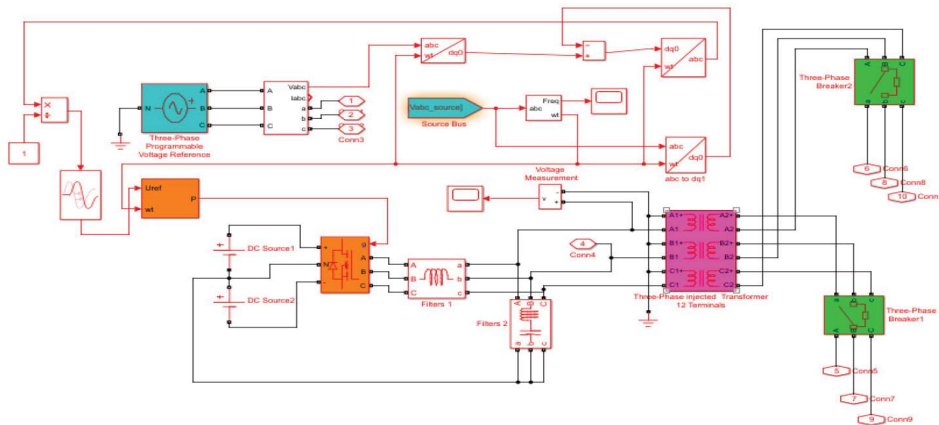 abc
dq0
wt
−
+
dq0
abc
wt
A B C
Three-Phase
Breaker2
a b c
6 Conn6
8 Conn8
10 Conn
×
÷
1
N
A
B
C
Three-Phase
Programmable
Voltage Reference
A
B
C
Vabc
Iabc
a
b
c
1
2
3
Conn3
Vabc_source]
Source Bus
abc
Freq
wt
abc
dq0
wt
abc to dq1
Voltage
Measurement
Uref
wt
P
v
−
+
DC Source1
DC Source2
+
N
-
g
A
B
C
A
B
C
a
b
c
Filters 1
4
Conn4
Filters 2
A B C
a b c
A1+
A1
B1+
B1
C1+
C1
A2+
A2
B2+
B2
C2+
C2
Three-Phase injected Transformer
12 Terminals
a b c
Three-Phase
Breaker1
A B C
5 Conn5
7 Conn7
9 Conn9